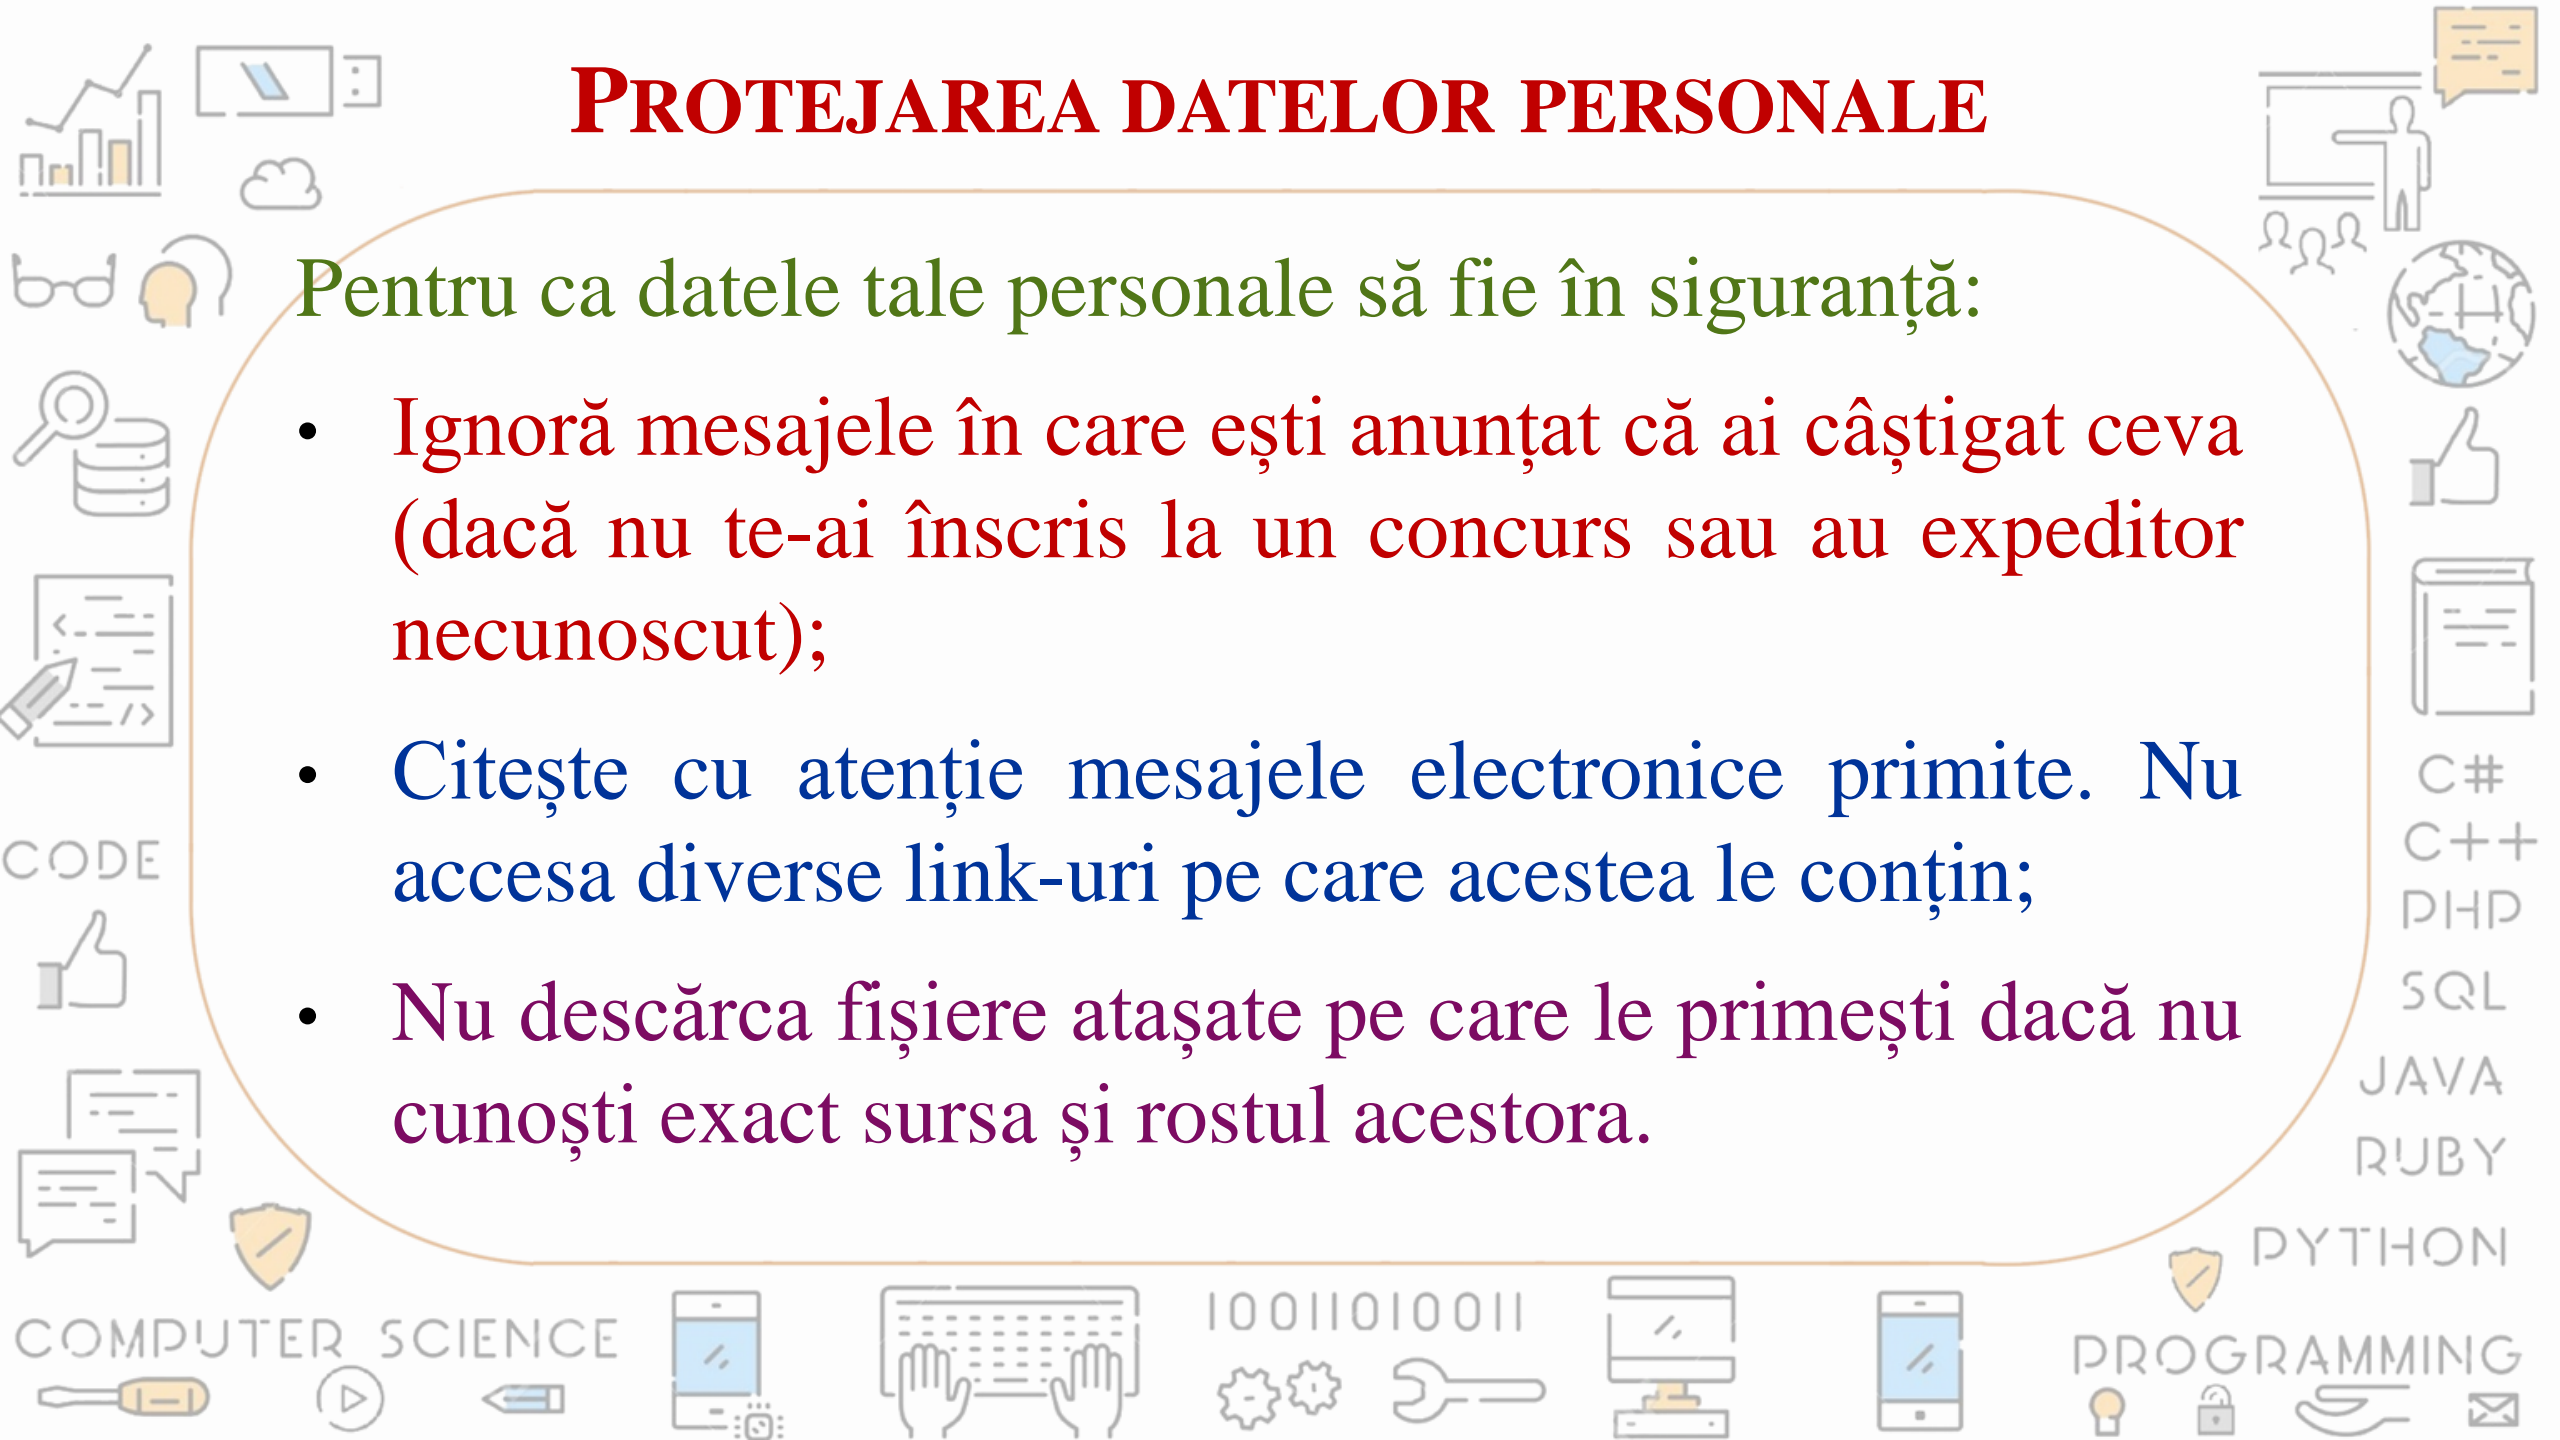 PROTEJAREA DATELOR PERSONALE
Pentru ca datele tale personale să fie în siguranță:
• Ignoră mesajele în care ești anunțat că ai câștigat ceva
(dacă nu te-ai înscris la un concurs sau au expeditor
necunoscut);
• Citește cu atenție mesajele electronice primite. Nu
accesa diverse link-uri pe care acestea le conțin;
• Nu descărca fișiere atașate pe care le primești dacă nu
cunoști exact sursa și rostul acestora.
CODE
C#
C++
PHP
SQL
JAVA
RUBY
PYTHON
COMPUTER SCIENCE
10011010011
PROGRAMMING